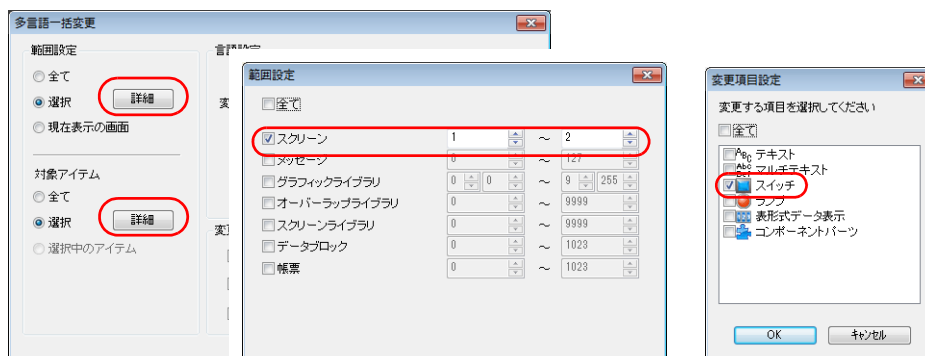 多言語一括変更
範囲設定
全て
選択
詳細
現在表示の画面
対象アイテム
全て
選択
詳細
選択中のアイテム
範囲設定
全て
スクリーン 1 ～ 2
メッセージ 0 ～ 127
グラフィックライブラリ 0 0 ～ 9 255
オーバーラップライブラリ 0 ～ 9999
スクリーンライブラリ 0 ～ 9999
データブロック 0 ～ 1023
帳票 0 ～ 1023
変更項目設定
変更する項目を選択してください
全て
テキスト
マルチテキスト
スイッチ
ランプ
表形式データ表示
コンポーネントパーツ
OK キャンセル